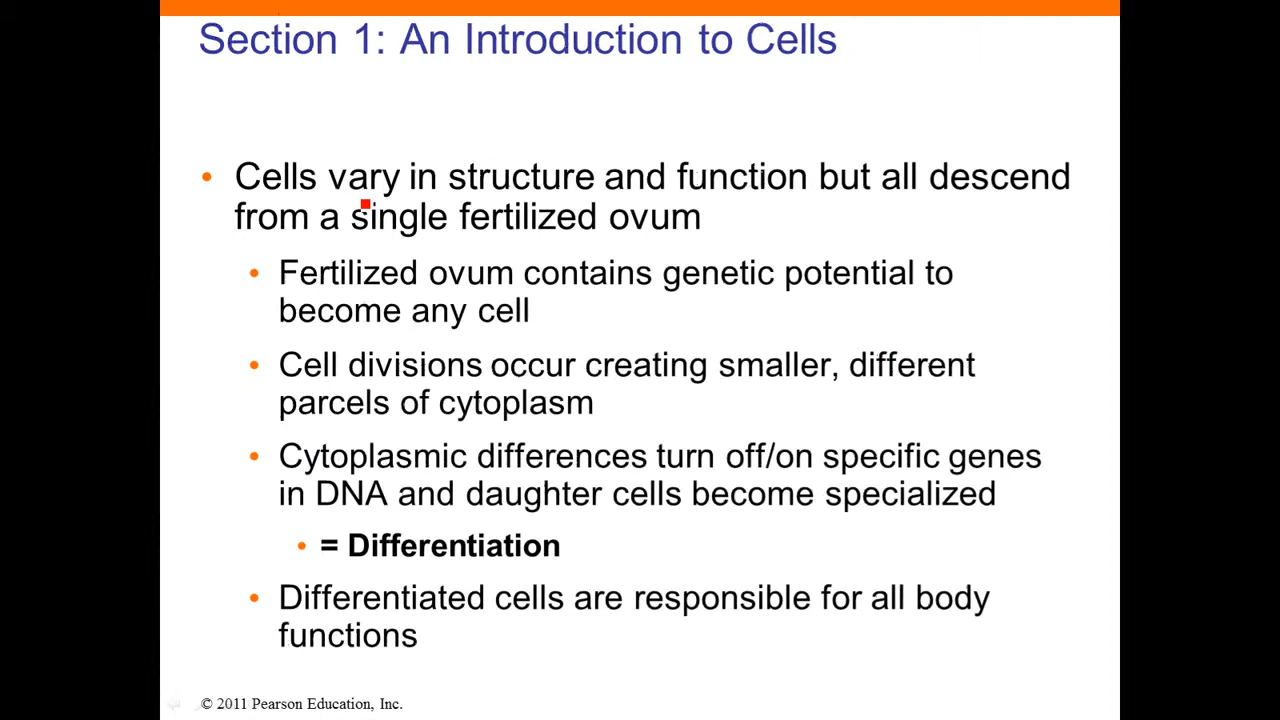 Section 1: An Introduction to Cells
• Cells vary in structure and function but all descend
from a single fertilized ovum
• Fertilized ovum contains genetic potential to
become any cell
• Cell divisions occur creating smaller, different
parcels of cytoplasm
• Cytoplasmic differences turn off/on specific genes
in DNA and daughter cells become specialized
• = Differentiation
• Differentiated cells are responsible for all body
functions
© 2011 Pearson Education, Inc.